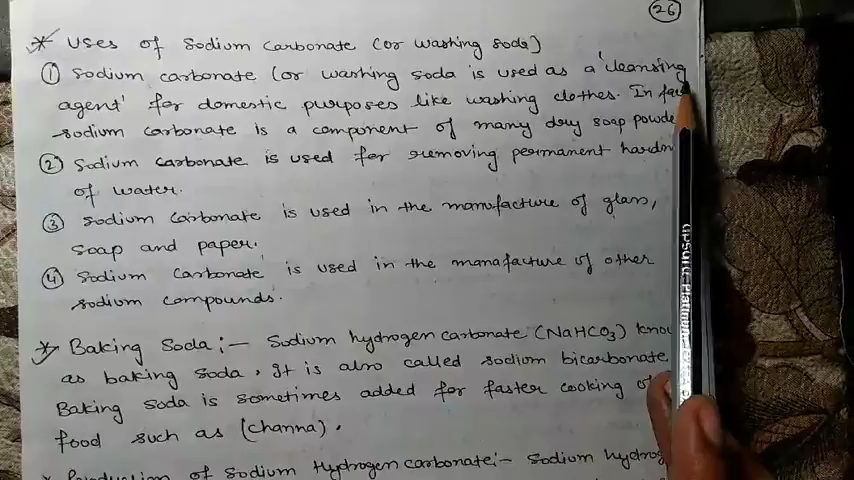 26
* Uses of Sodium Carbonate (or washing soda)
① Sodium carbonate (or washing soda is used as a 'cleansing
agent' for domestic purposes like washing clothes. In fac
sodium carbonate is a component of many dry soap powde
② Sodium carbonate is used for removing permanent hardn
of water.
③ Sodium carbonate is used in the manufacture of glass,
soap and paper.
④ Sodium Carbonate is used in the manafacture of other
sodium compounds.
* Baking Soda :- Sodium hydrogen carbonate (NaHCO3) know
as baking soda, It is also called sodium bicarbonate.
Baking soda is sometimes added for faster cooking of
food such as (channa).
* Production of Sodium Hydrogen carbonate:- Sodium hydrog